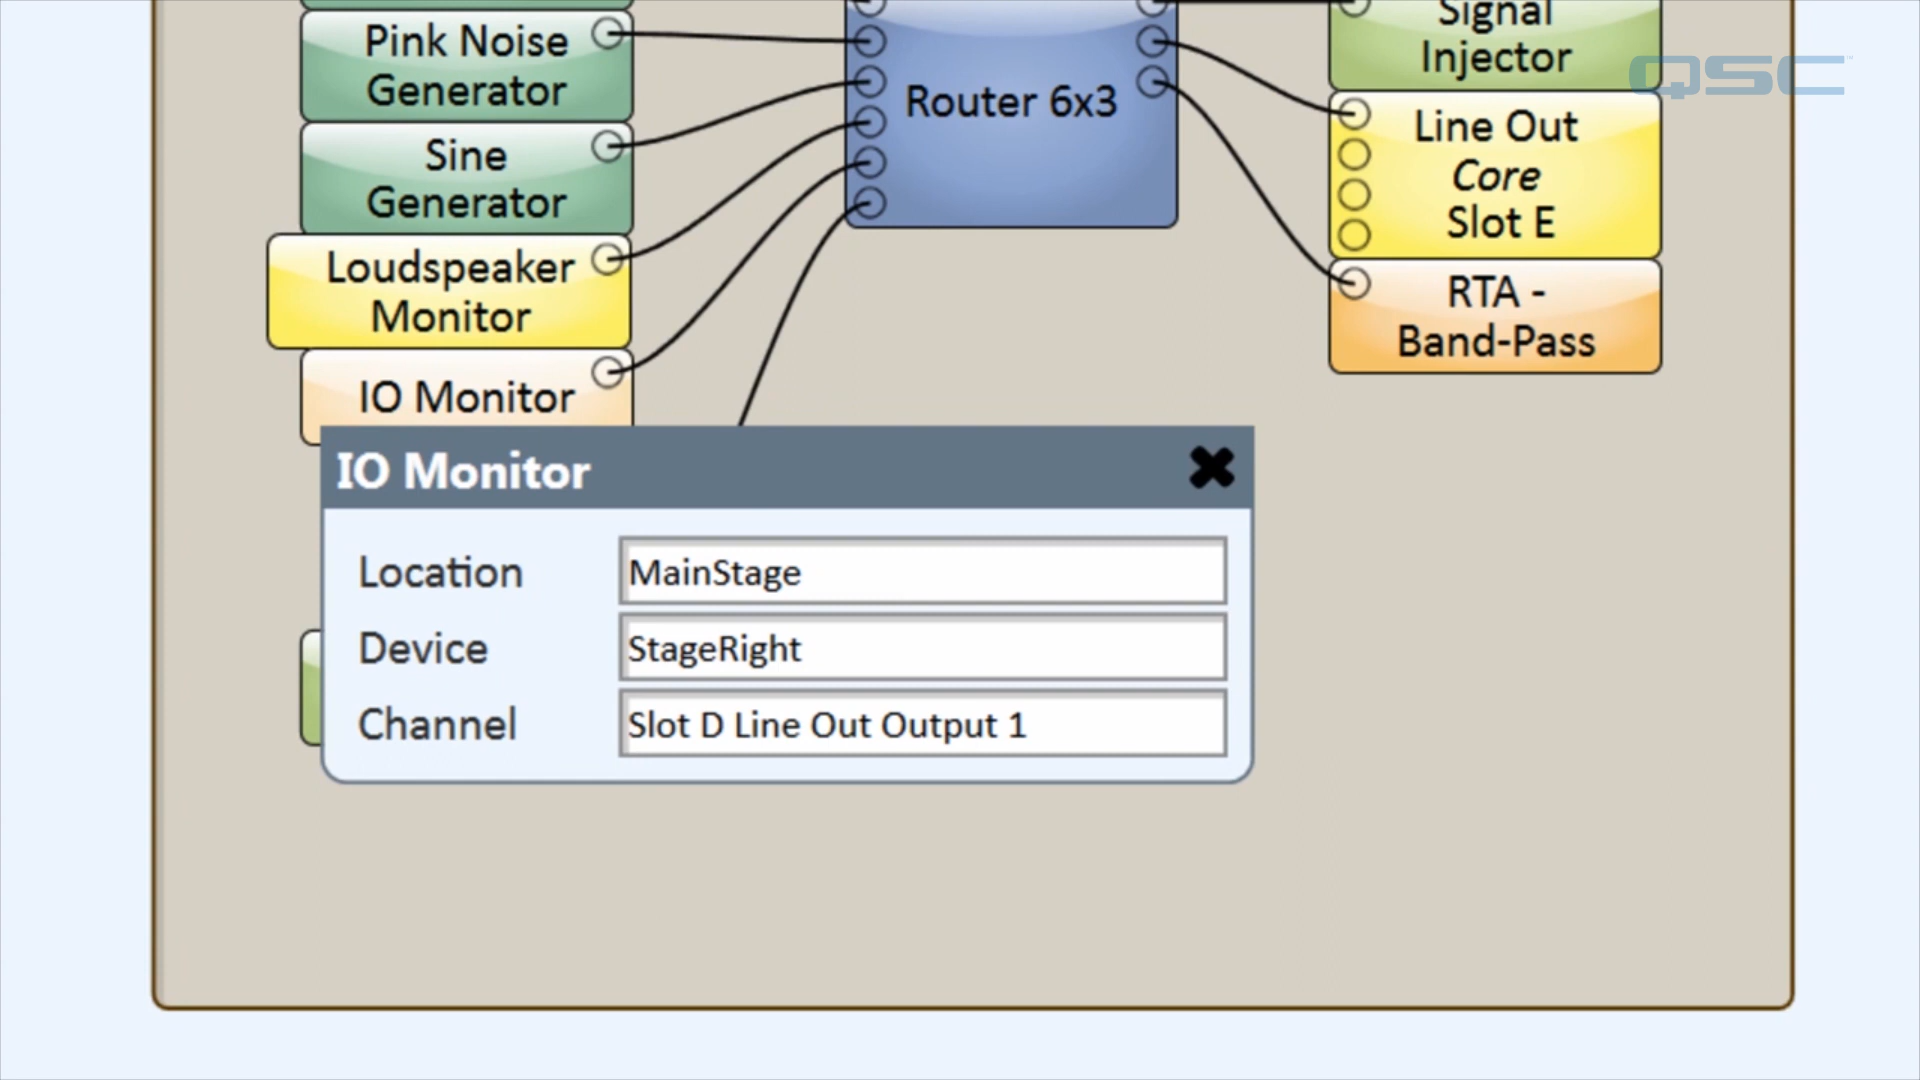 Pink Noise
Generator
Sine
Generator
Loudspeaker
Monitor
IO Monitor
Router 6x3
Signal
Injector
QSC™
Line Out
Core
Slot E
RTA -
Band-Pass
IO Monitor
Location
MainStage
Device
StageRight
Channel
Slot D Line Out Output 1